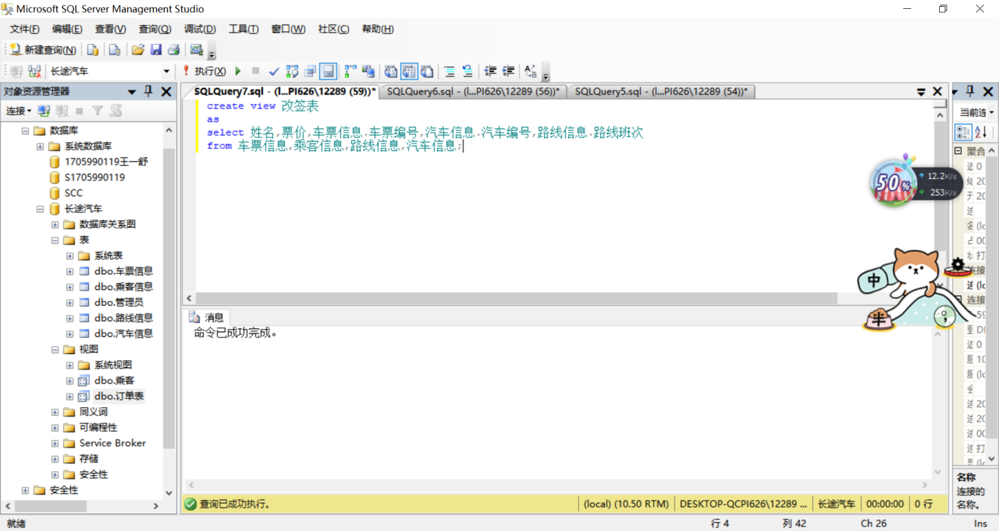 Microsoft SQL Server Management Studio
文件(F) 编辑(E) 查看(V) 查询(Q) 调试(D) 工具(T) 窗口(W) 社区(C) 帮助(H)
新建查询(N)
长途汽车 执行(X)
对象资源管理器
连接
数据库
系统数据库
1705990119王一舒
S1705990119
SCC
长途汽车
数据库关系图
表
系统表
dbo.车票信息
dbo.乘客信息
dbo.管理员
dbo.路线信息
dbo.汽车信息
视图
系统视图
dbo.乘客
dbo.订单表
同义词
可编程性
Service Broker
存储
安全性
安全性
SQLQuery7.sql - (l...PI626\12289 (59))* SQLQuery6.sql - (l...PI626\12289 (56))* SQLQuery5.sql - (l...PI626\12289 (54))*
create view 改签表
as
select 姓名,票价,车票信息.车票编号,汽车信息.汽车编号,路线信息.路线班次
from 车票信息,乘客信息,路线信息,汽车信息;
消息
命令已成功完成。
查询已成功执行。 (local) (10.50 RTM) DESKTOP-QCPI626\12289 ... 长途汽车 00:00:00 0 行
50%
12.2K/s
253K/s
中
半
当前连
聚合
连接
名称
连接的
名称。
就绪 行 4 列 42 Ch 26 Ins